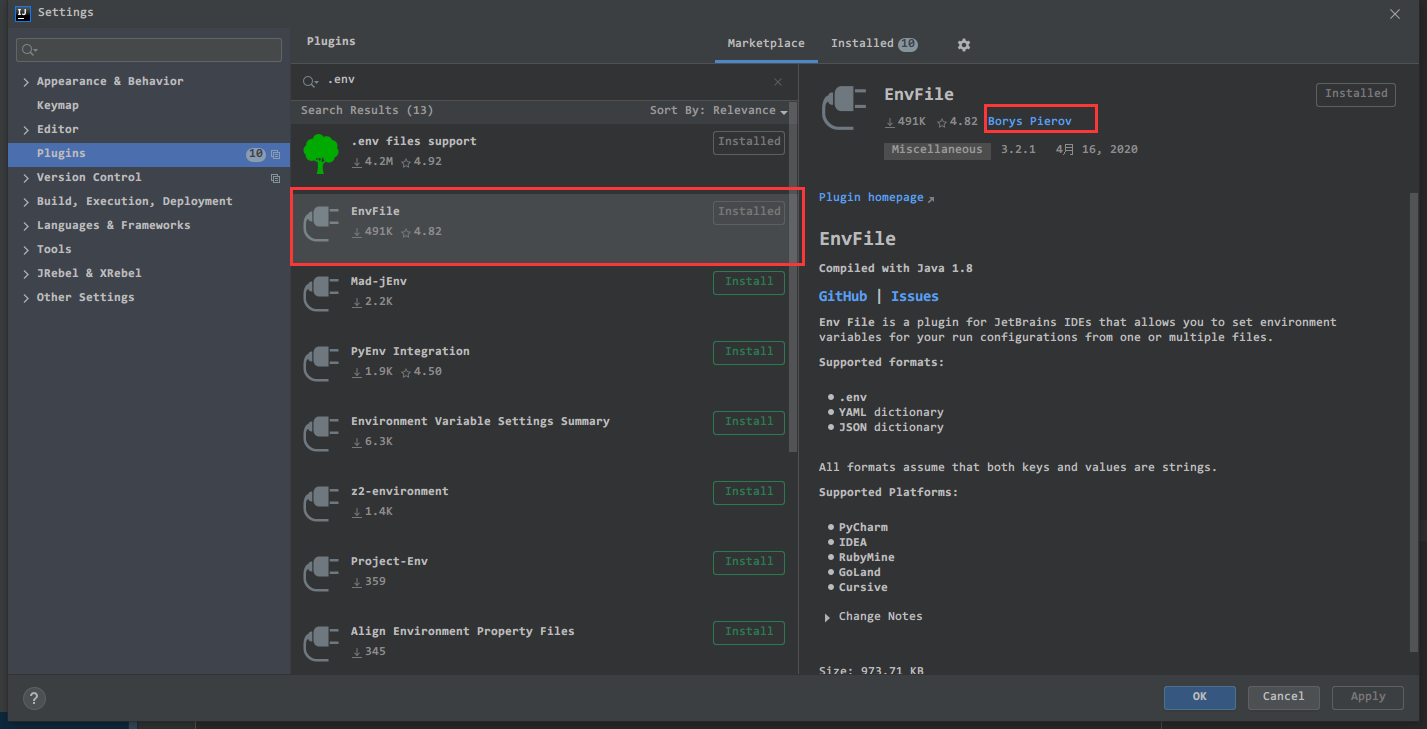 Settings
Appearance & Behavior
Keymap
Editor
Plugins 10
Version Control
Build, Execution, Deployment
Languages & Frameworks
Tools
JRebel & XRebel
Other Settings
Plugins
Marketplace
Installed 10
.env
Search Results (13)
Sort By: Relevance
.env files support
4.2M 4.92
Installed
EnvFile
491K 4.82
Installed
Mad-jEnv
2.2K
Install
PyEnv Integration
1.9K 4.50
Install
Environment Variable Settings Summary
6.3K
Install
z2-environment
1.4K
Install
Project-Env
359
Install
Align Environment Property Files
345
Install
EnvFile
Installed
491K 4.82 Borys Pierov
Miscellaneous 3.2.1 4月 16, 2020
Plugin homepage
EnvFile
Compiled with Java 1.8
GitHub | Issues
Env File is a plugin for JetBrains IDEs that allows you to set environment
variables for your run configurations from one or multiple files.
Supported formats:
.env
YAML dictionary
JSON dictionary
All formats assume that both keys and values are strings.
Supported Platforms:
PyCharm
IDEA
RubyMine
GoLand
Cursive
Change Notes
Size: 973.71 KB
?
OK
Cancel
Apply